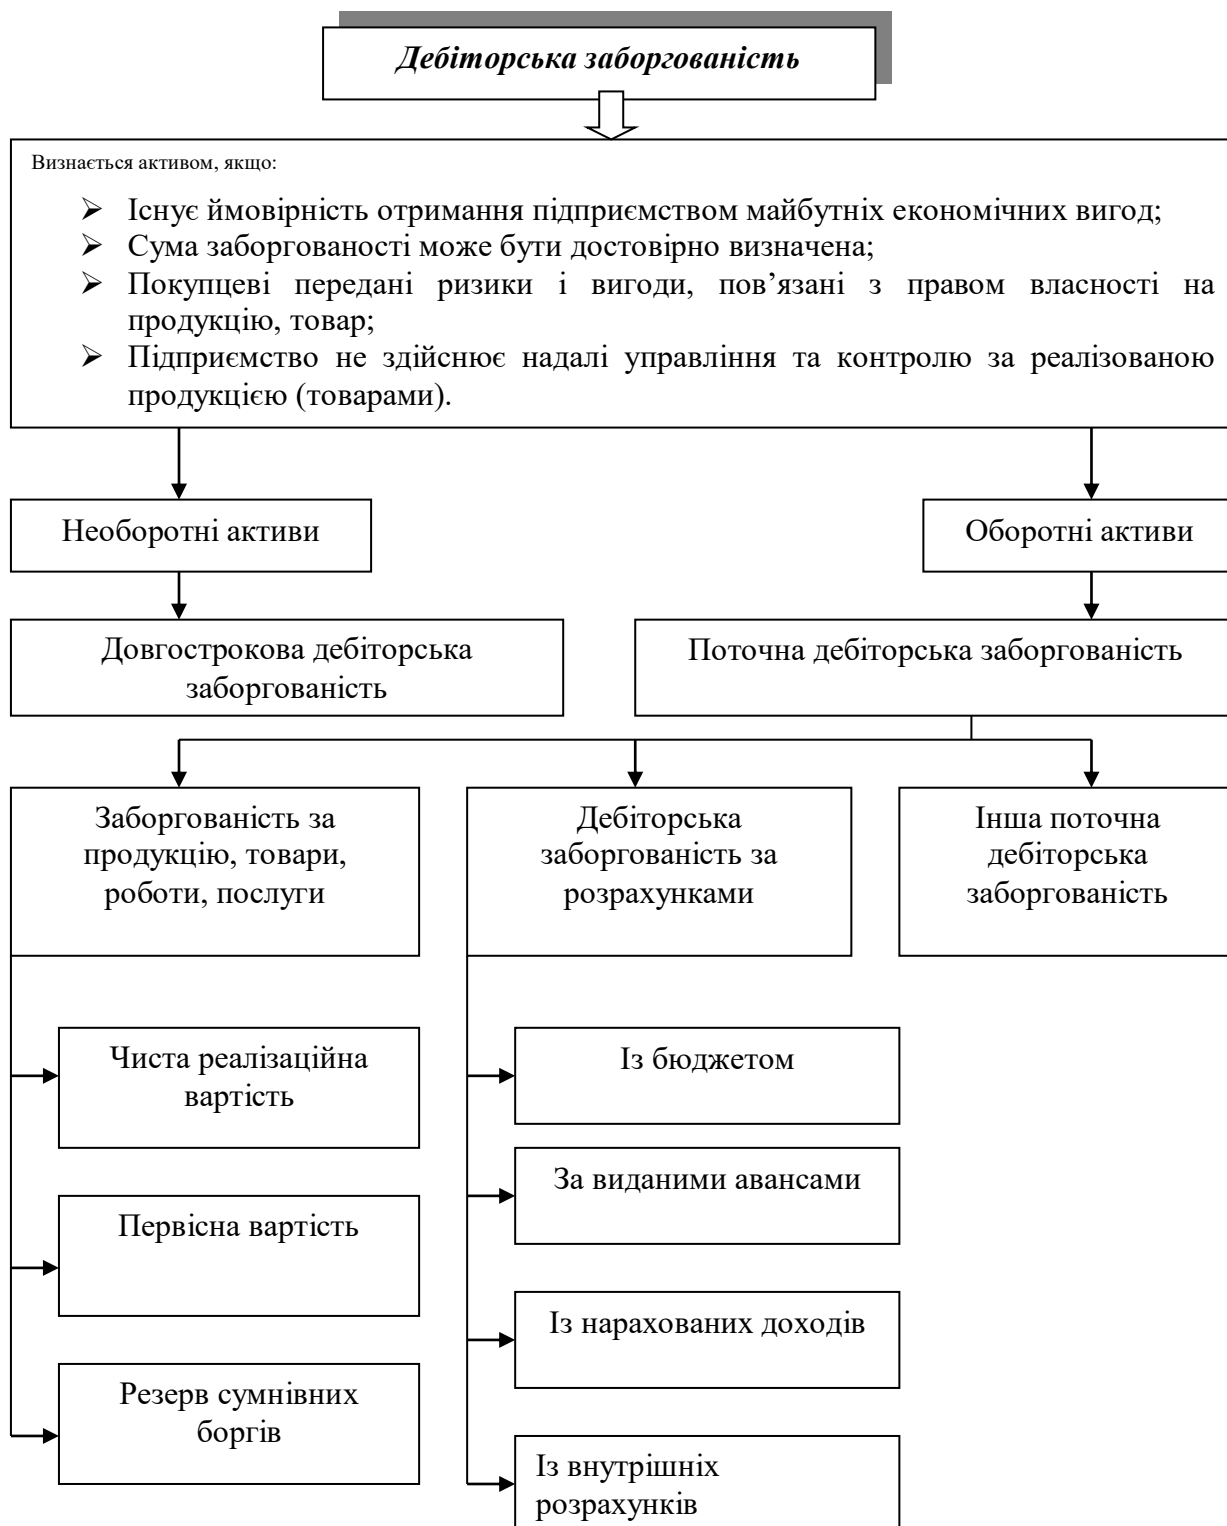 Дебіторська заборгованість
Визнається активом, якщо:
➢ Існує ймовірність отримання підприємством майбутніх економічних вигод;
➢ Сума заборгованості може бути достовірно визначена;
➢ Покупцеві передані ризики і вигоди, пов’язані з правом власності на
продукцію, товар;
➢ Підприємство не здійснює надалі управління та контролю за реалізованою
продукцією (товарами).
Необоротні активи
Оборотні активи
Довгострокова дебіторська
заборгованість
Поточна дебіторська заборгованість
Заборгованість за
продукцію, товари,
роботи, послуги
Дебіторська
заборгованість за
розрахунками
Інша поточна
дебіторська
заборгованість
Чиста реалізаційна
вартість
Первісна вартість
Резерв сумнівних
боргів
Із бюджетом
За виданими авансами
Із нарахованих доходів
Із внутрішніх
розрахунків